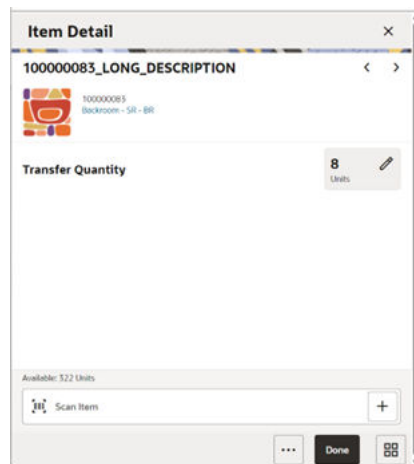 Item Detail
100000083_LONG_DESCRIPTION
100000083
Backroom - SR - BR
Transfer Quantity
8
Units
Available: 322 Units
Scan Item
Done